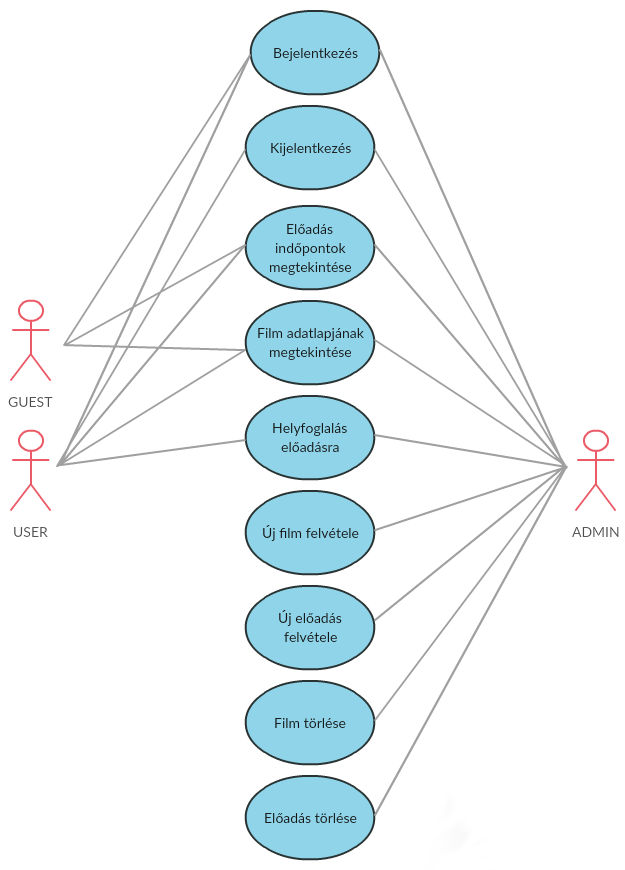 Bejelentkezés
Kijelentkezés
Előadás
indőpontok
megtekintése
Film adatlapjának
megtekintése
GUEST
Helyfoglalás
előadásra
USER
ADMIN
Új film felvétele
Új előadás
felvétele
Film törlése
Előadás törlése